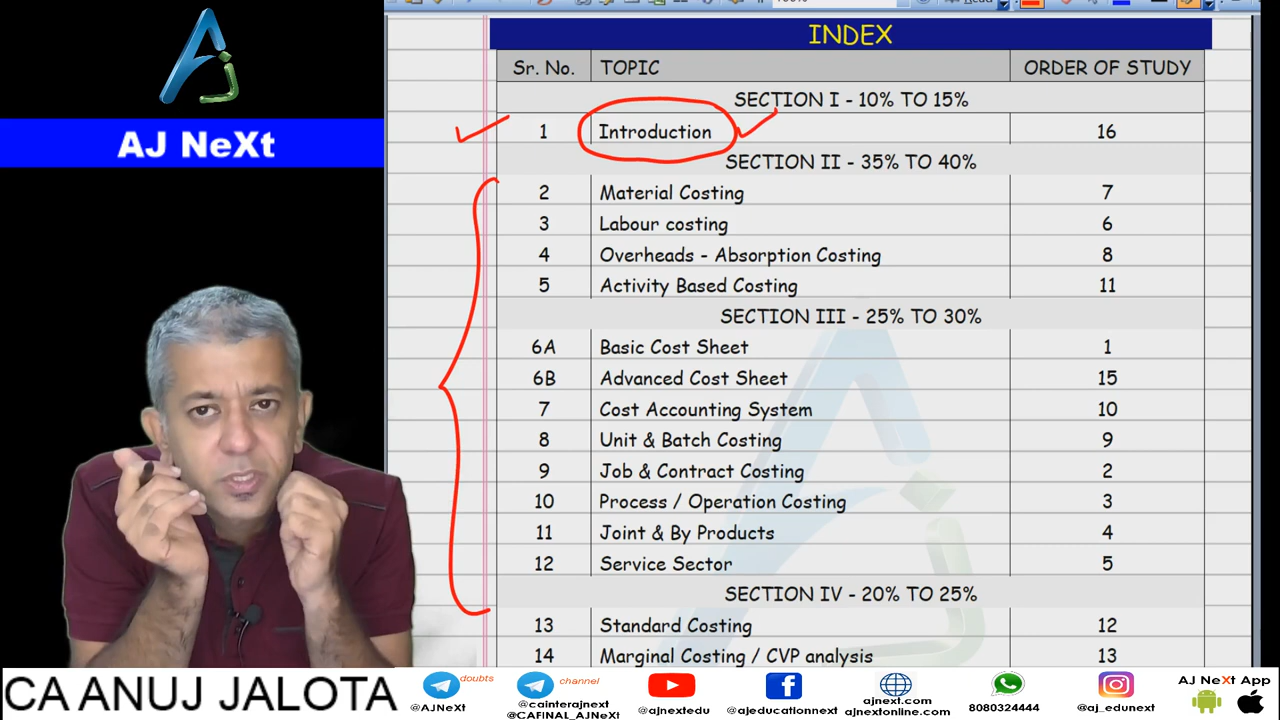 INDEX
Sr. No. TOPIC ORDER OF STUDY
SECTION I - 10% TO 15%
1 Introduction 16
SECTION II - 35% TO 40%
2 Material Costing 7
3 Labour costing 6
4 Overheads - Absorption Costing 8
5 Activity Based Costing 11
SECTION III - 25% TO 30%
6A Basic Cost Sheet 1
6B Advanced Cost Sheet 15
7 Cost Accounting System 10
8 Unit & Batch Costing 9
9 Job & Contract Costing 2
10 Process / Operation Costing 3
11 Joint & By Products 4
12 Service Sector 5
SECTION IV - 20% TO 25%
13 Standard Costing 12
14 Marginal Costing / CVP analysis 13
AJ NeXt
CA ANUJ JALOTA
doubts
@AJNeXt
channel
@cainterajnext
@CAFINAL_AJNeXt
@ajnextedu
@ajeducationnext
ajnext.com
ajnextonline.com
8080324444
@aj_edunext
AJ NeXt App